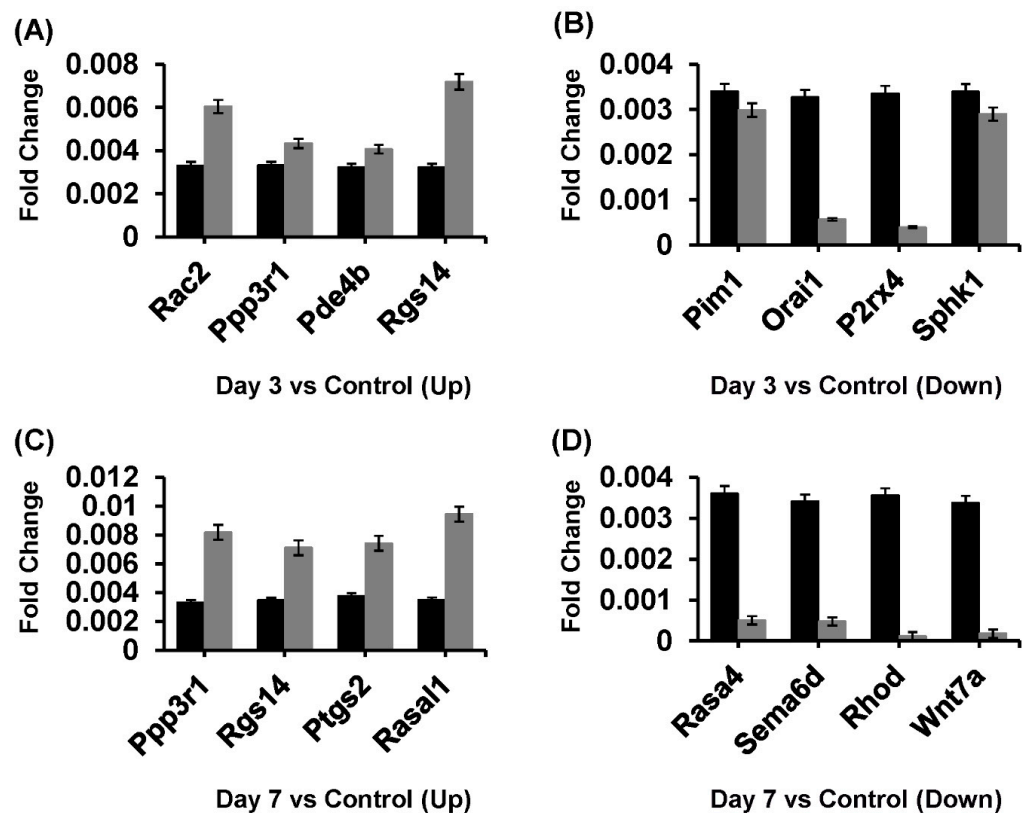 (A)
Fold Change
0.008
0.006
0.004
0.002
0
Rac2
Ppp3r1
Pde4b
Rgs14
Day 3 vs Control (Up)
(B)
Fold Change
0.004
0.003
0.002
0.001
0
Pim1
Orai1
P2rx4
Sphk1
Day 3 vs Control (Down)
(C)
Fold Change
0.012
0.01
0.008
0.006
0.004
0.002
0
Ppp3r1
Rgs14
Ptgs2
Rasal1
Day 7 vs Control (Up)
(D)
Fold Change
0.004
0.003
0.002
0.001
0
Rasa4
Sema6d
Rhod
Wnt7a
Day 7 vs Control (Down)